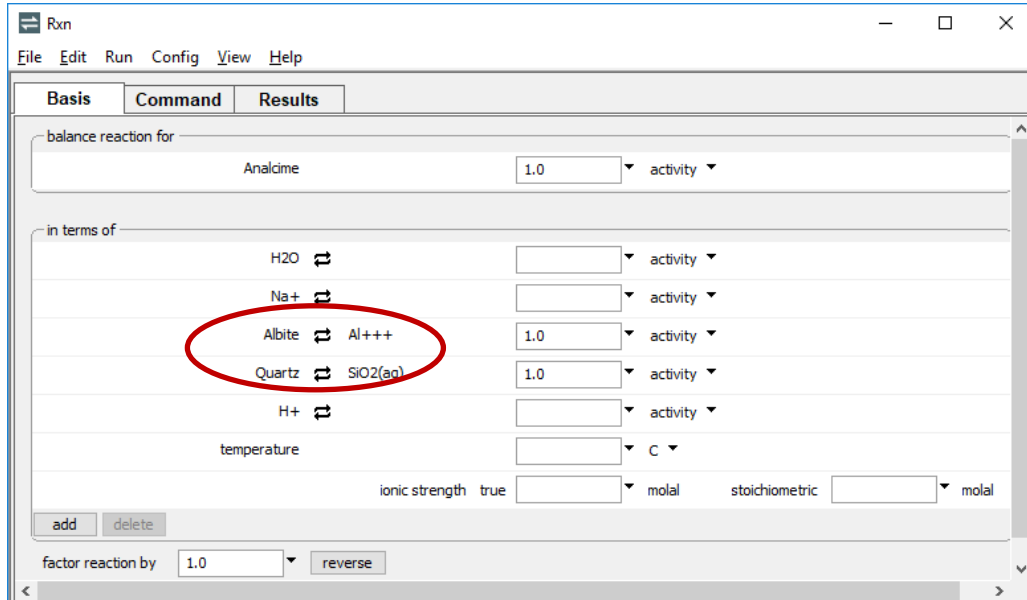 Rxn
File Edit Run Config View Help
Basis Command Results
balance reaction for
Analcime 1.0 activity
in terms of
H2O activity
Na+ activity
Albite Al+++ 1.0 activity
Quartz SiO2(aq) 1.0 activity
H+ activity
temperature C
ionic strength true molal stoichiometric molal
add delete
factor reaction by 1.0 reverse